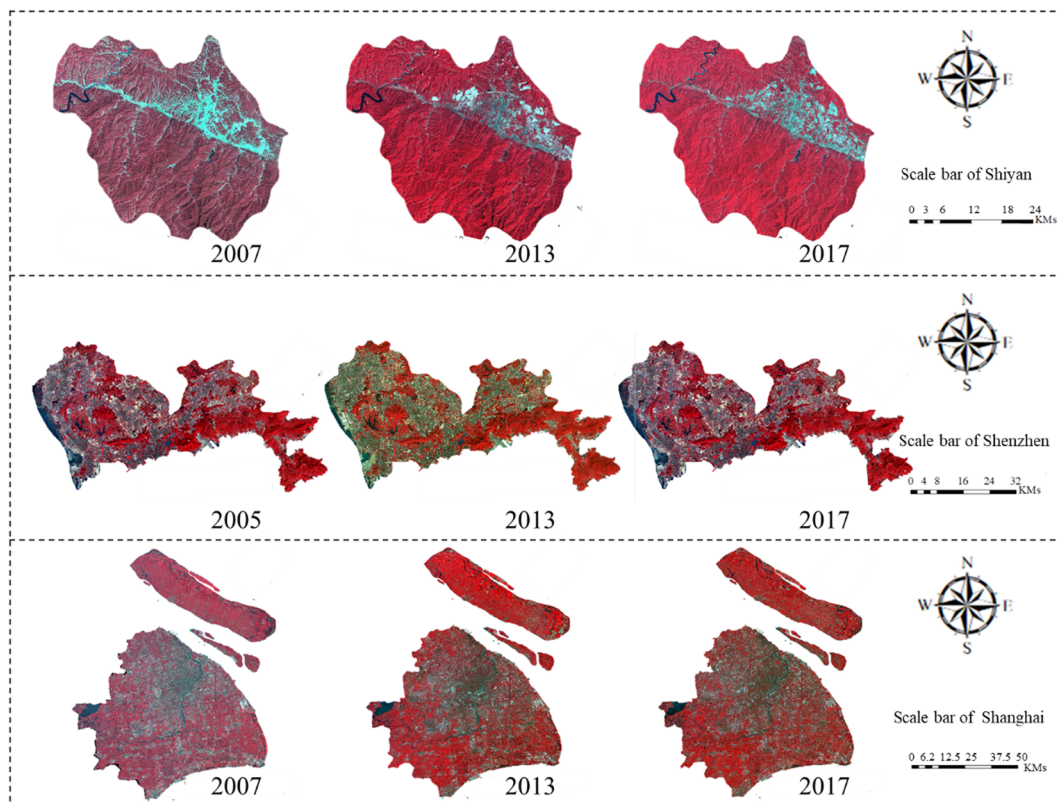 N
W E
S
Scale bar of Shiyan
0 3 6 12 18 24
KMs
2007 2013 2017
N
W E
S
Scale bar of Shenzhen
0 4 8 16 24 32
KMs
2005 2013 2017
N
W E
S
Scale bar of Shanghai
0 6.2 12.5 25 37.5 50
KMs
2007 2013 2017